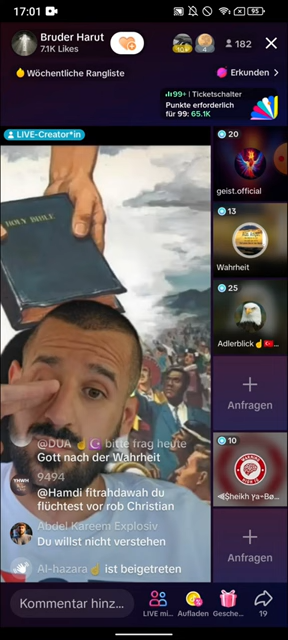 17:01
95
Bruder Harut
7.1K Likes
182
Wöchentliche Rangliste
Erkunden
99+ | Ticketschalter
Punkte erforderlich
für 99: 65.1K
LIVE-Creator*in
HOLY BIBLE
20
geist.official
13
Wahrheit
25
Adlerblick
Anfragen
10
Anfragen
@DUA bitte frag heute
Gott nach der Wahrheit
9494
@Hamdi fitrahdawah du
flüchtest vor rob Christian
Abdel Kareem Explosiv
Du willst nicht verstehen
Al-hazara ist beigetreten
Kommentar hinz...
LIVE mi...
Aufladen
Gesche...
19